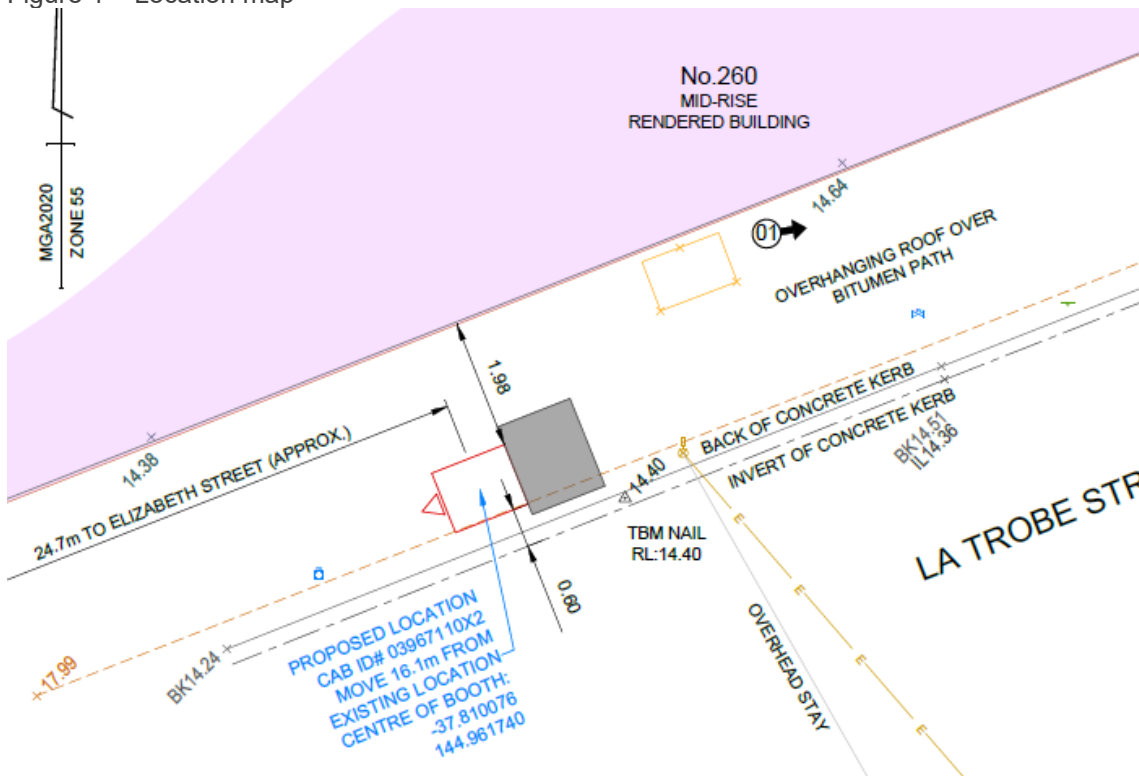 Figure 1 – Location map
No.260
MID-RISE
RENDERED BUILDING
MGA2020
ZONE 55
14.64
01
OVERHANGING ROOF OVER
BITUMEN PATH
1.98
14.38
24.7m TO ELIZABETH STREET (APPROX.)
BACK OF CONCRETE KERB
INVERT OF CONCRETE KERB
BK14.51
IL14.36
14.40
TBM NAIL
RL:14.40
LA TROBE STR
0.60
OVERHEAD STAY
E
E
E
E
PROPOSED LOCATION
CAB ID# 03967110X2
MOVE 16.1m FROM
EXISTING LOCATION
CENTRE OF BOOTH:
-37.810076
144.961740
17.99
BK14.24